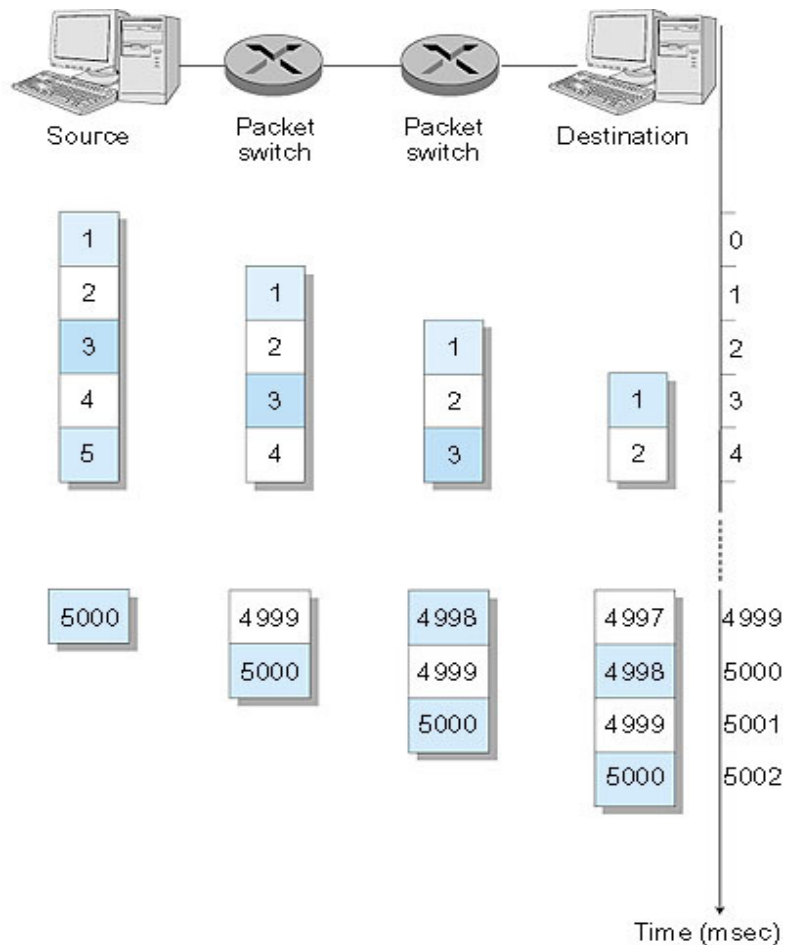 Source
Packet switch
Packet switch
Destination
1 0
2 1 1
3 2 1 2
4 3 2 1 3
5 4 3 2 4
5000 4999 4998 4997 4999
5000 4999 4998 5000
5000 4999 5001
5000 5002
Time (msec)